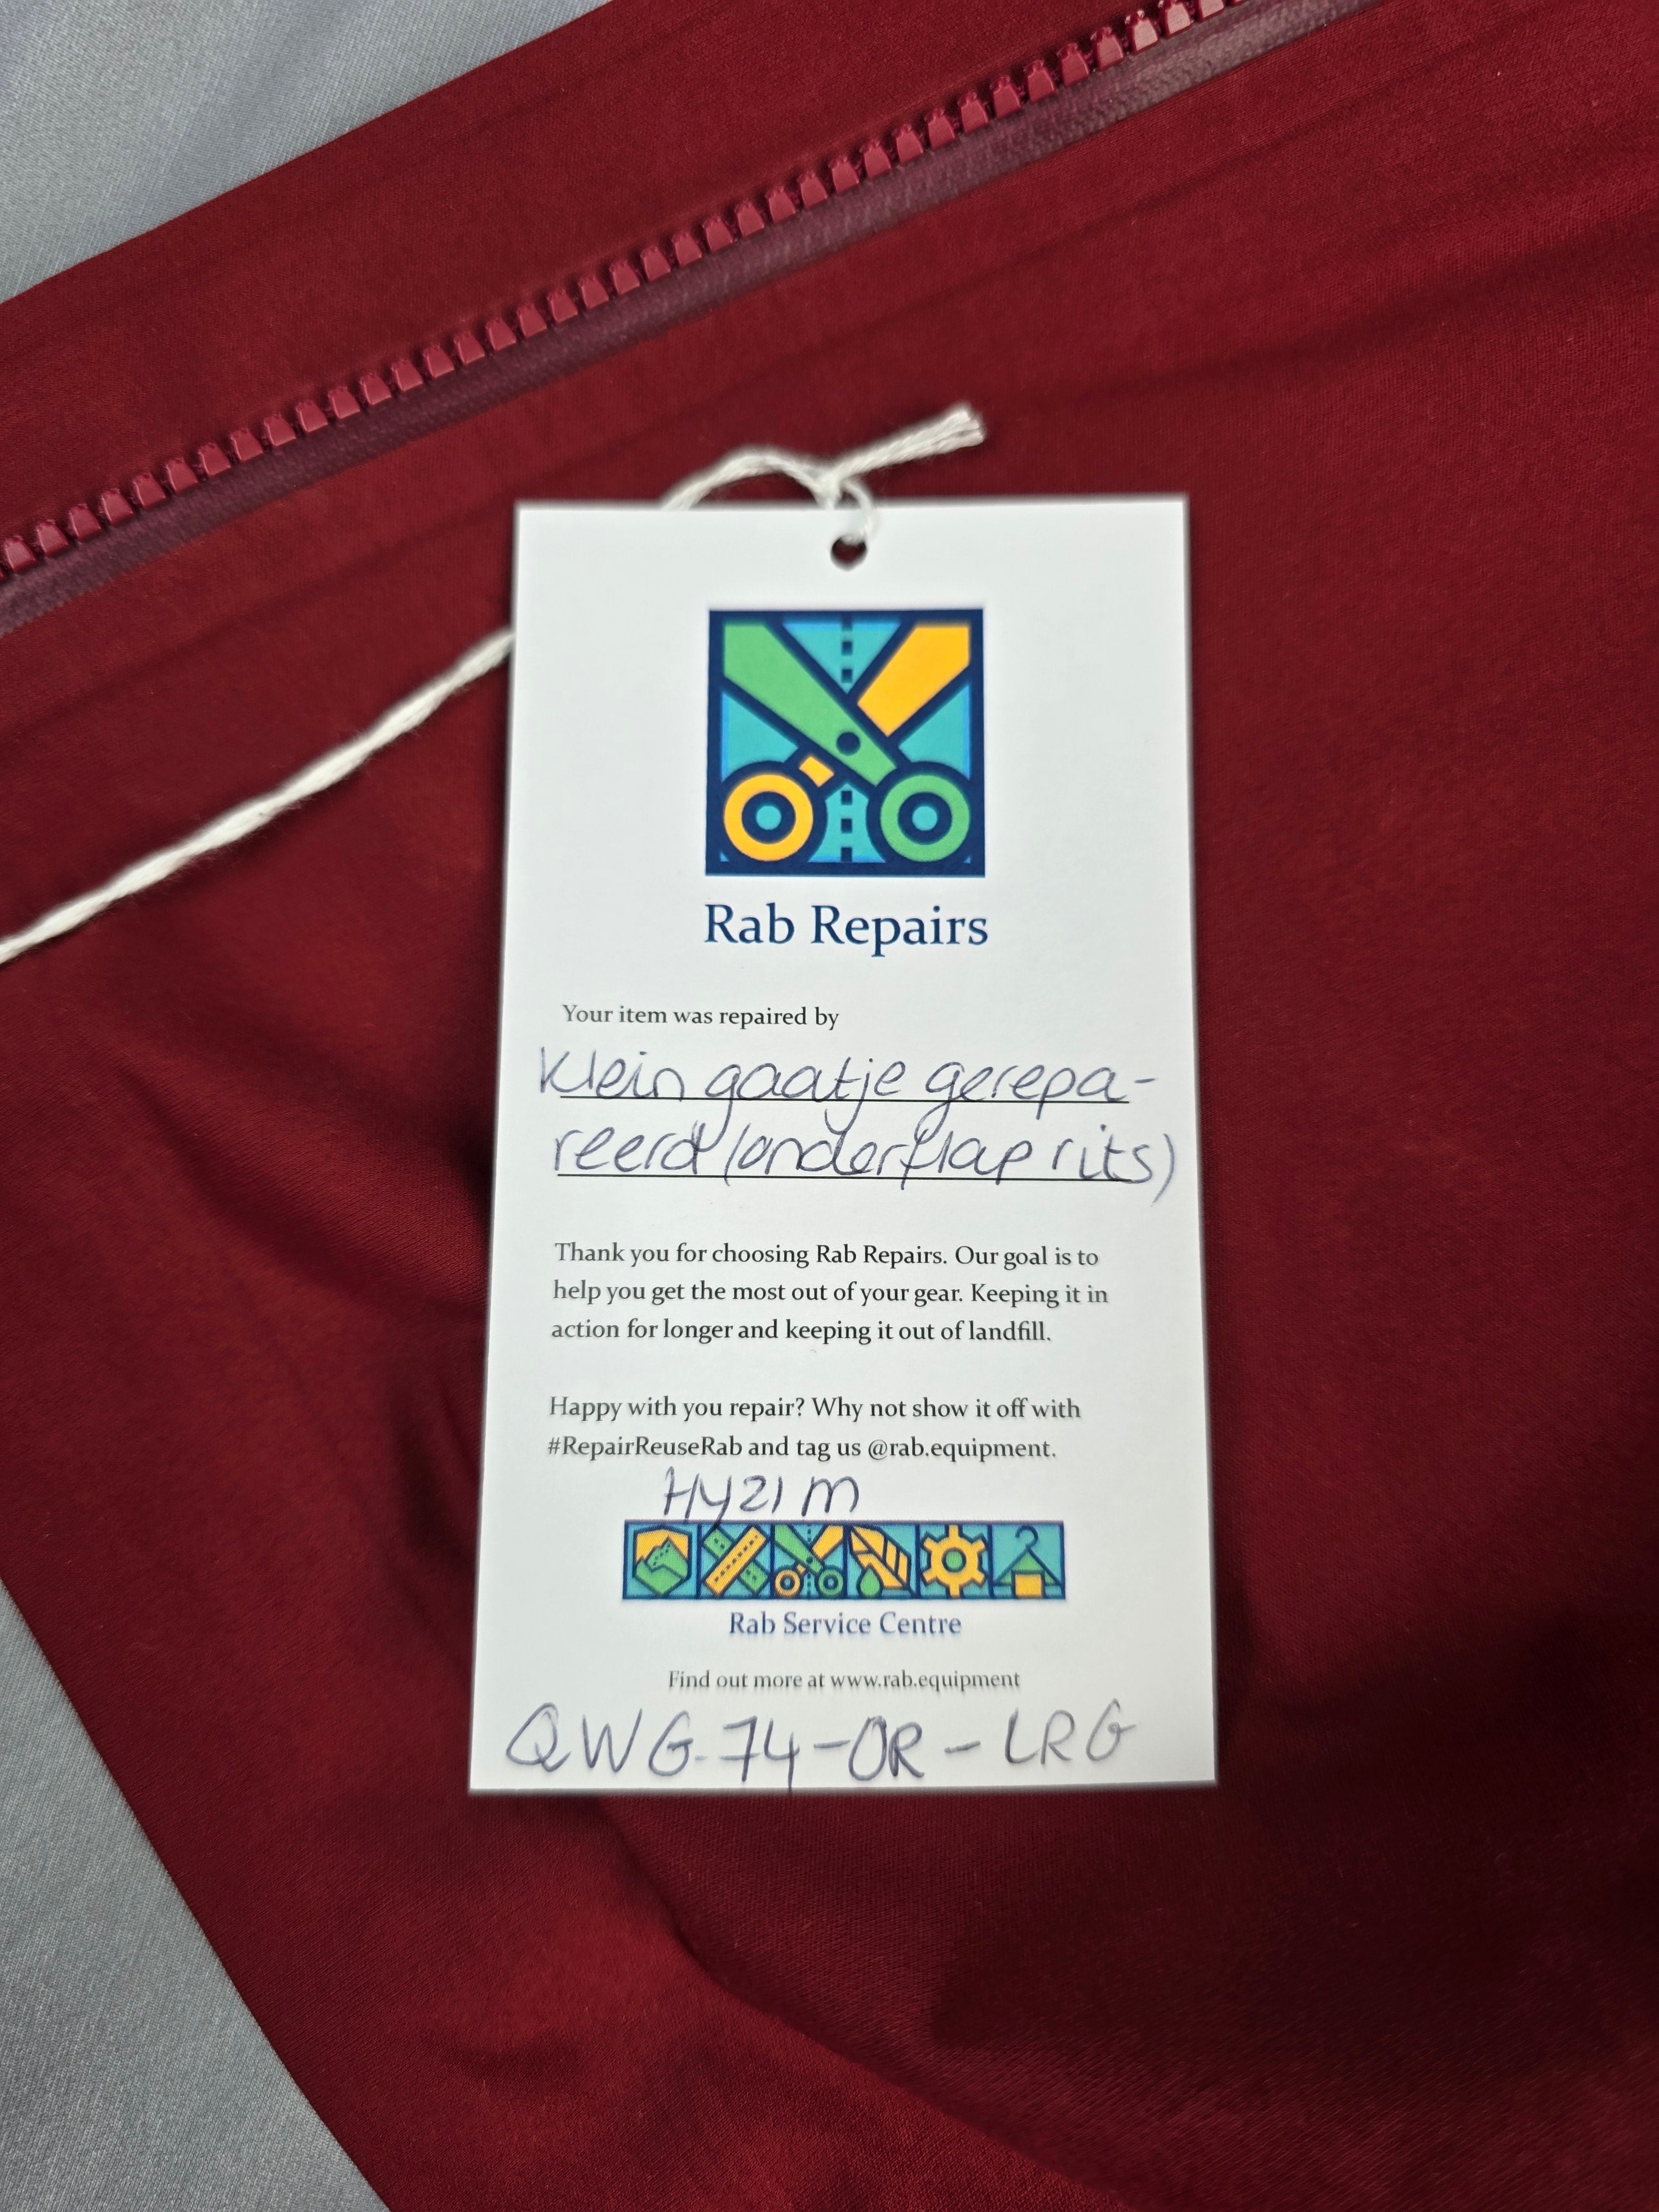 Rab Repairs
Your item was repaired by
Klein gaatje gerepa-
reerd (onderflap rits)
Thank you for choosing Rab Repairs. Our goal is to
help you get the most out of your gear. Keeping it in
action for longer and keeping it out of landfill.
Happy with you repair? Why not show it off with
#RepairReuseRab and tag us @rab.equipment.
Hyzim
Rab Service Centre
Find out more at www.rab.equipment
QWG-74-OR-LRG